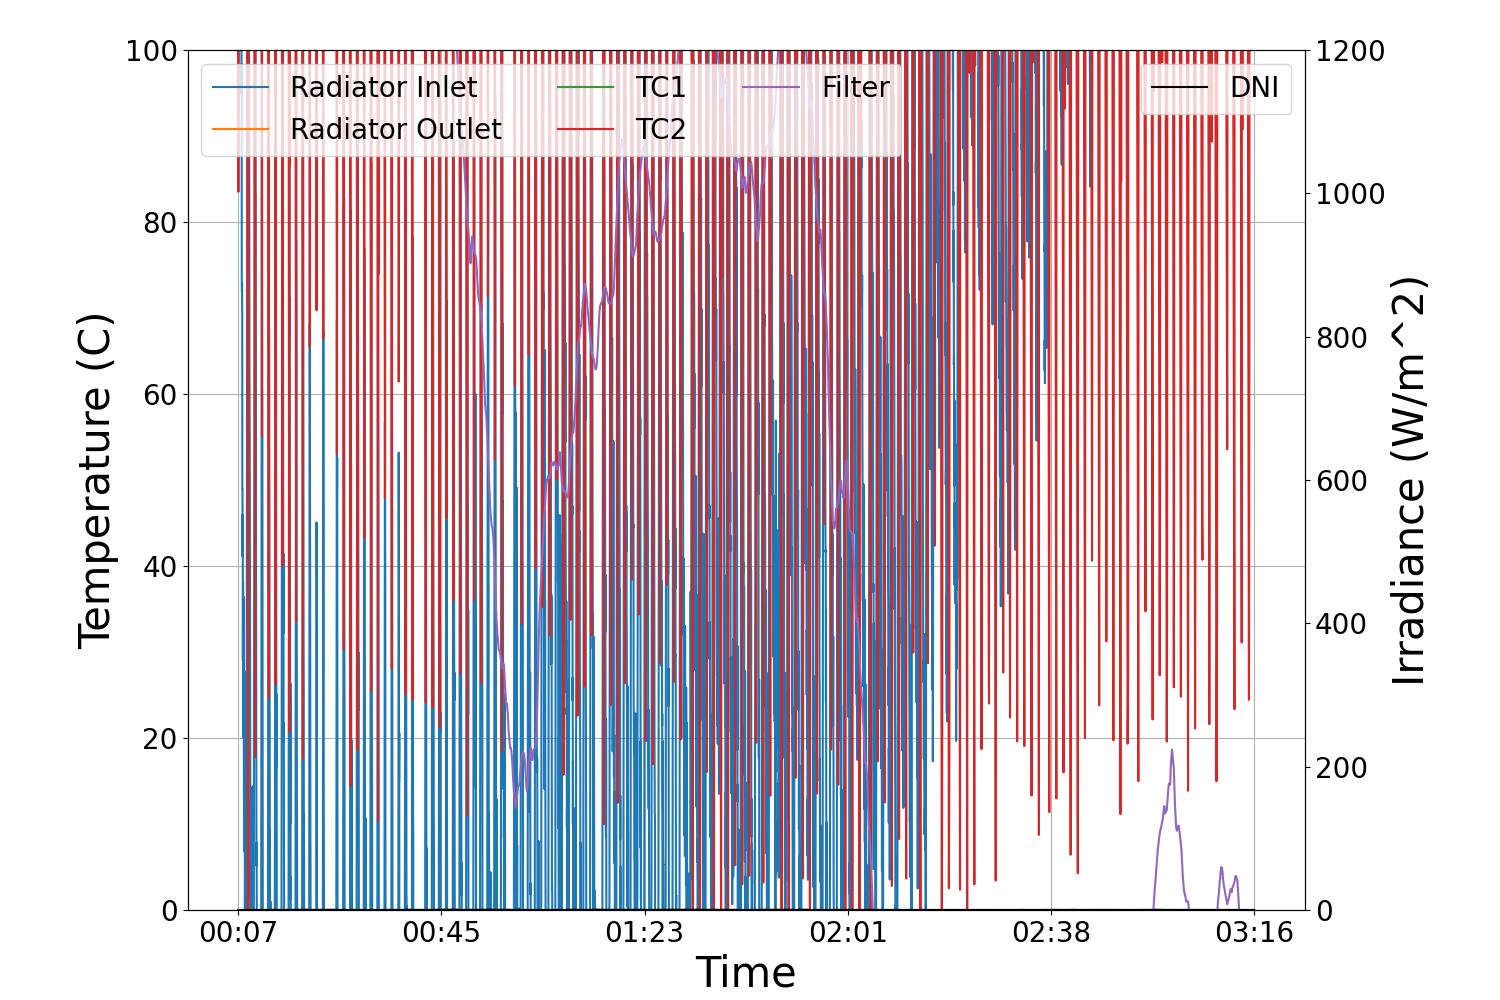 100
80
60
40
20
0
Temperature (C)
Radiator Inlet
Radiator Outlet
TC1
TC2
Filter
DNI
1200
1000
800
600
400
200
0
Irradiance (W/m^2)
00:07
00:45
01:23
02:01
02:38
03:16
Time